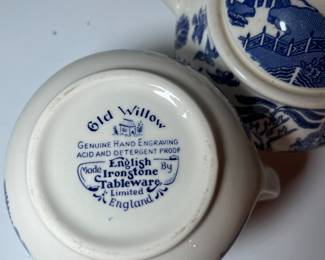 Old Willow
GENUINE HAND ENGRAVING
ACID AND DETERGENT PROOF
Made By
English
Ironstone
Tableware
Limited
England